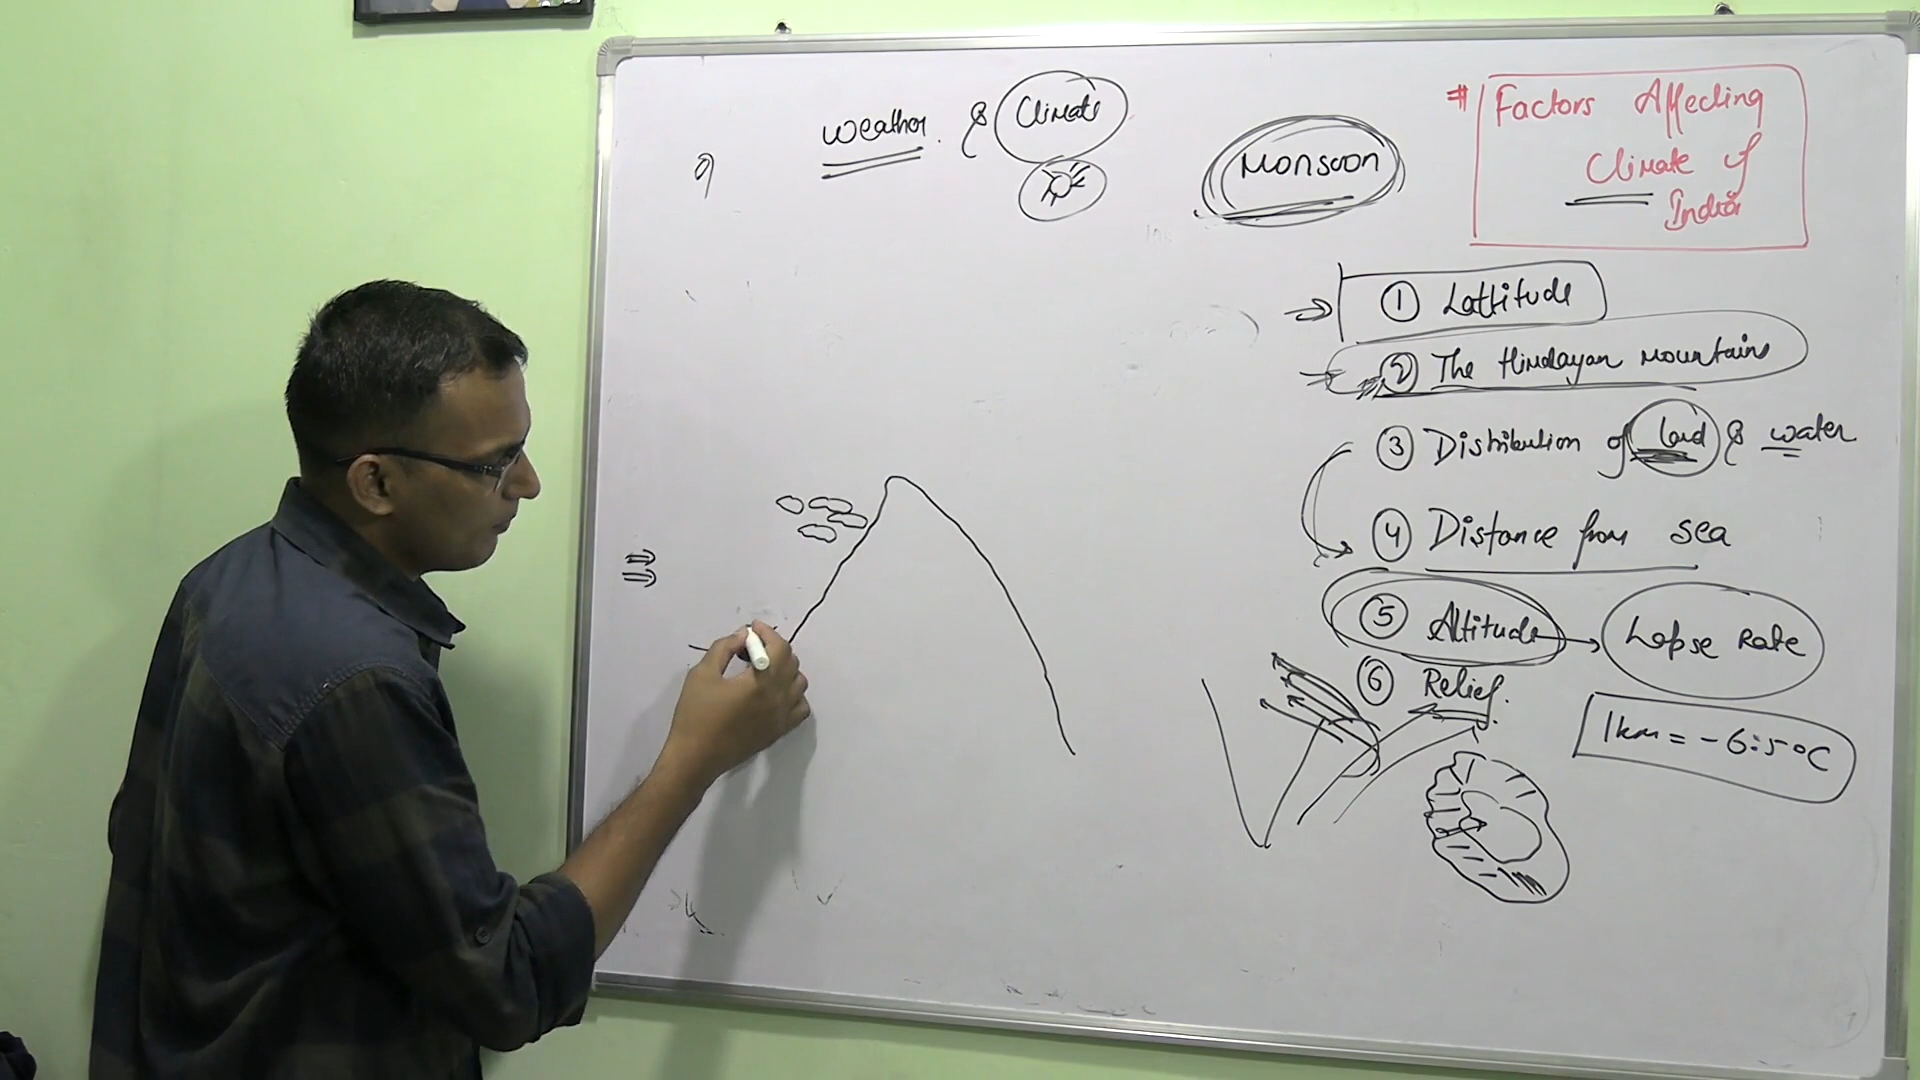 Weather & Climate
Monsoon
# Factors Affecting
Climate of
India
① Lattitude
② The Himalayan Mountains
③ Distribution of Land & water
④ Distance from sea
⑤ Altitude → Lapse Rate
⑥ Relief.
1km = -6.5°C